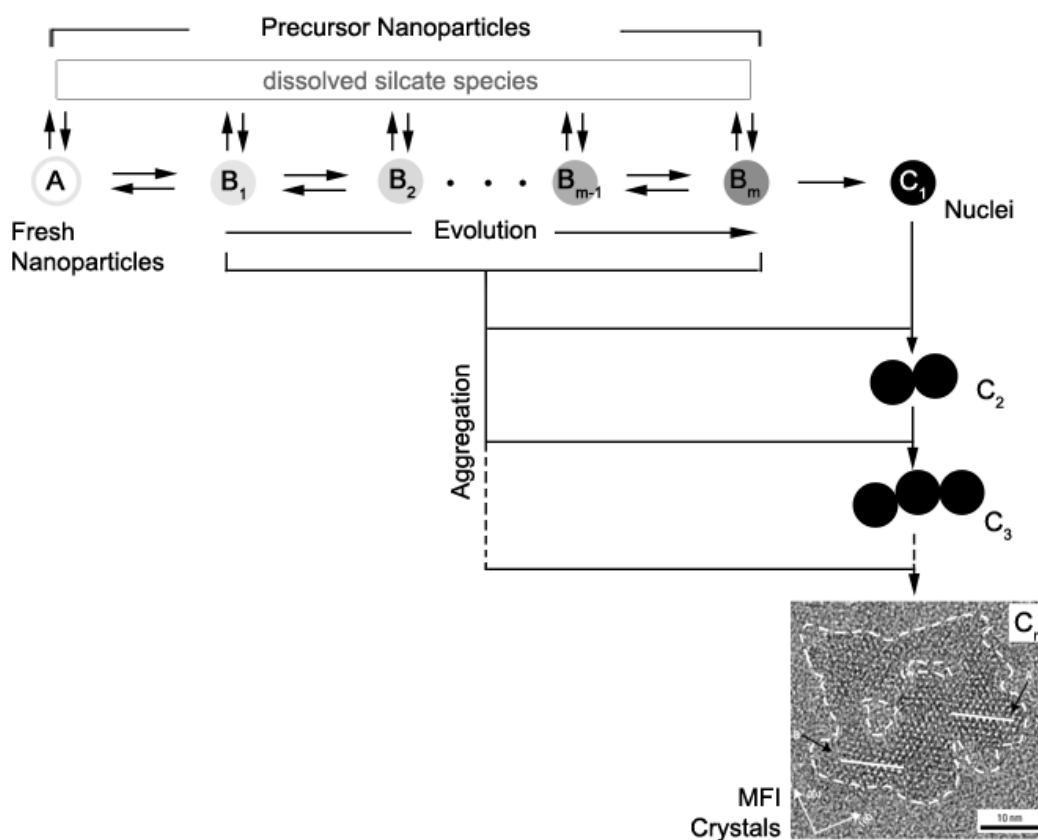 Precursor Nanoparticles
dissolved silcate species
A
B1
B2
. . .
Bm-1
Bm
C1
Nuclei
Fresh
Nanoparticles
Evolution
Aggregation
C2
C3
MFI
Crystals
10 nm